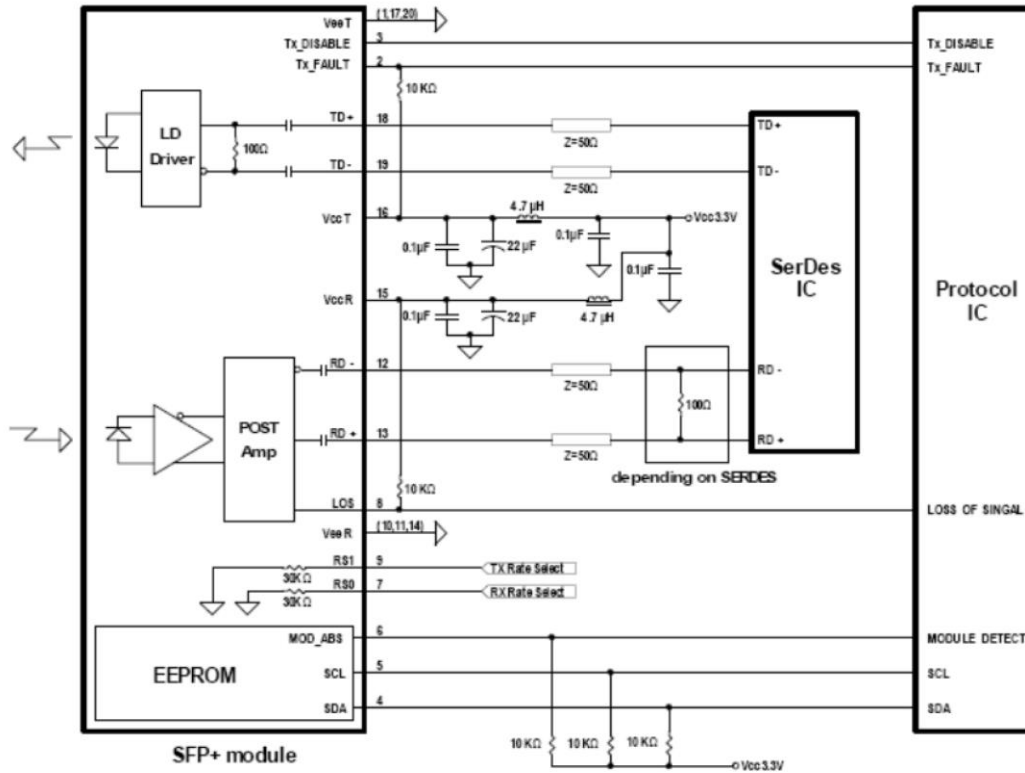 VeeT (1,17,20)
Tx_DISABLE 3 Tx_DISABLE
Tx_FAULT 2 Tx_FAULT
10 KΩ
LD
Driver
100Ω
TD+ 18 Z=50Ω TD+
TD- 19 Z=50Ω TD-
VccT 16 4.7 µH Vcc3.3V
0.1µF 22 µF 0.1µF 0.1µF
SerDes
IC
Protocol
IC
VccR 15 4.7 µH
0.1µF 22 µF
RD - 12 Z=50Ω RD -
100Ω
POST
Amp
RD + 13 Z=50Ω RD +
depending on SERDES
10 KΩ
LOS 8 LOSS OF SINGAL
VeeR (10,11,14)
RS1 9 TX Rate Select
30KΩ
RS0 7 RX Rate Select
30KΩ
MOD_ABS 6 MODULE DETECT
EEPROM
SCL 5 SCL
SDA 4 SDA
10 KΩ 10 KΩ 10 KΩ
Vcc3.3V
SFP+ module